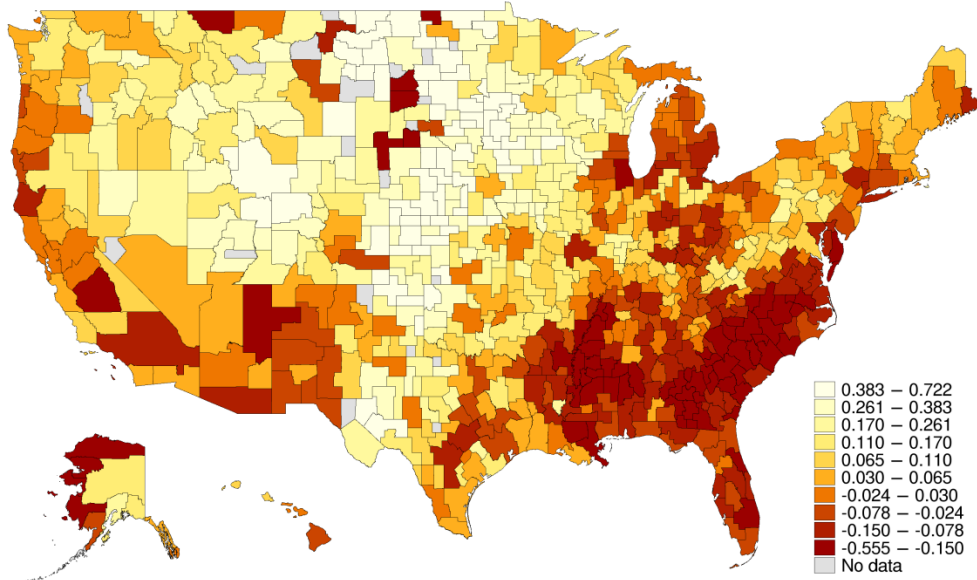 0.383 – 0.722
0.261 – 0.383
0.170 – 0.261
0.110 – 0.170
0.065 – 0.110
0.030 – 0.065
-0.024 – 0.030
-0.078 – -0.024
-0.150 – -0.078
-0.555 – -0.150
No data